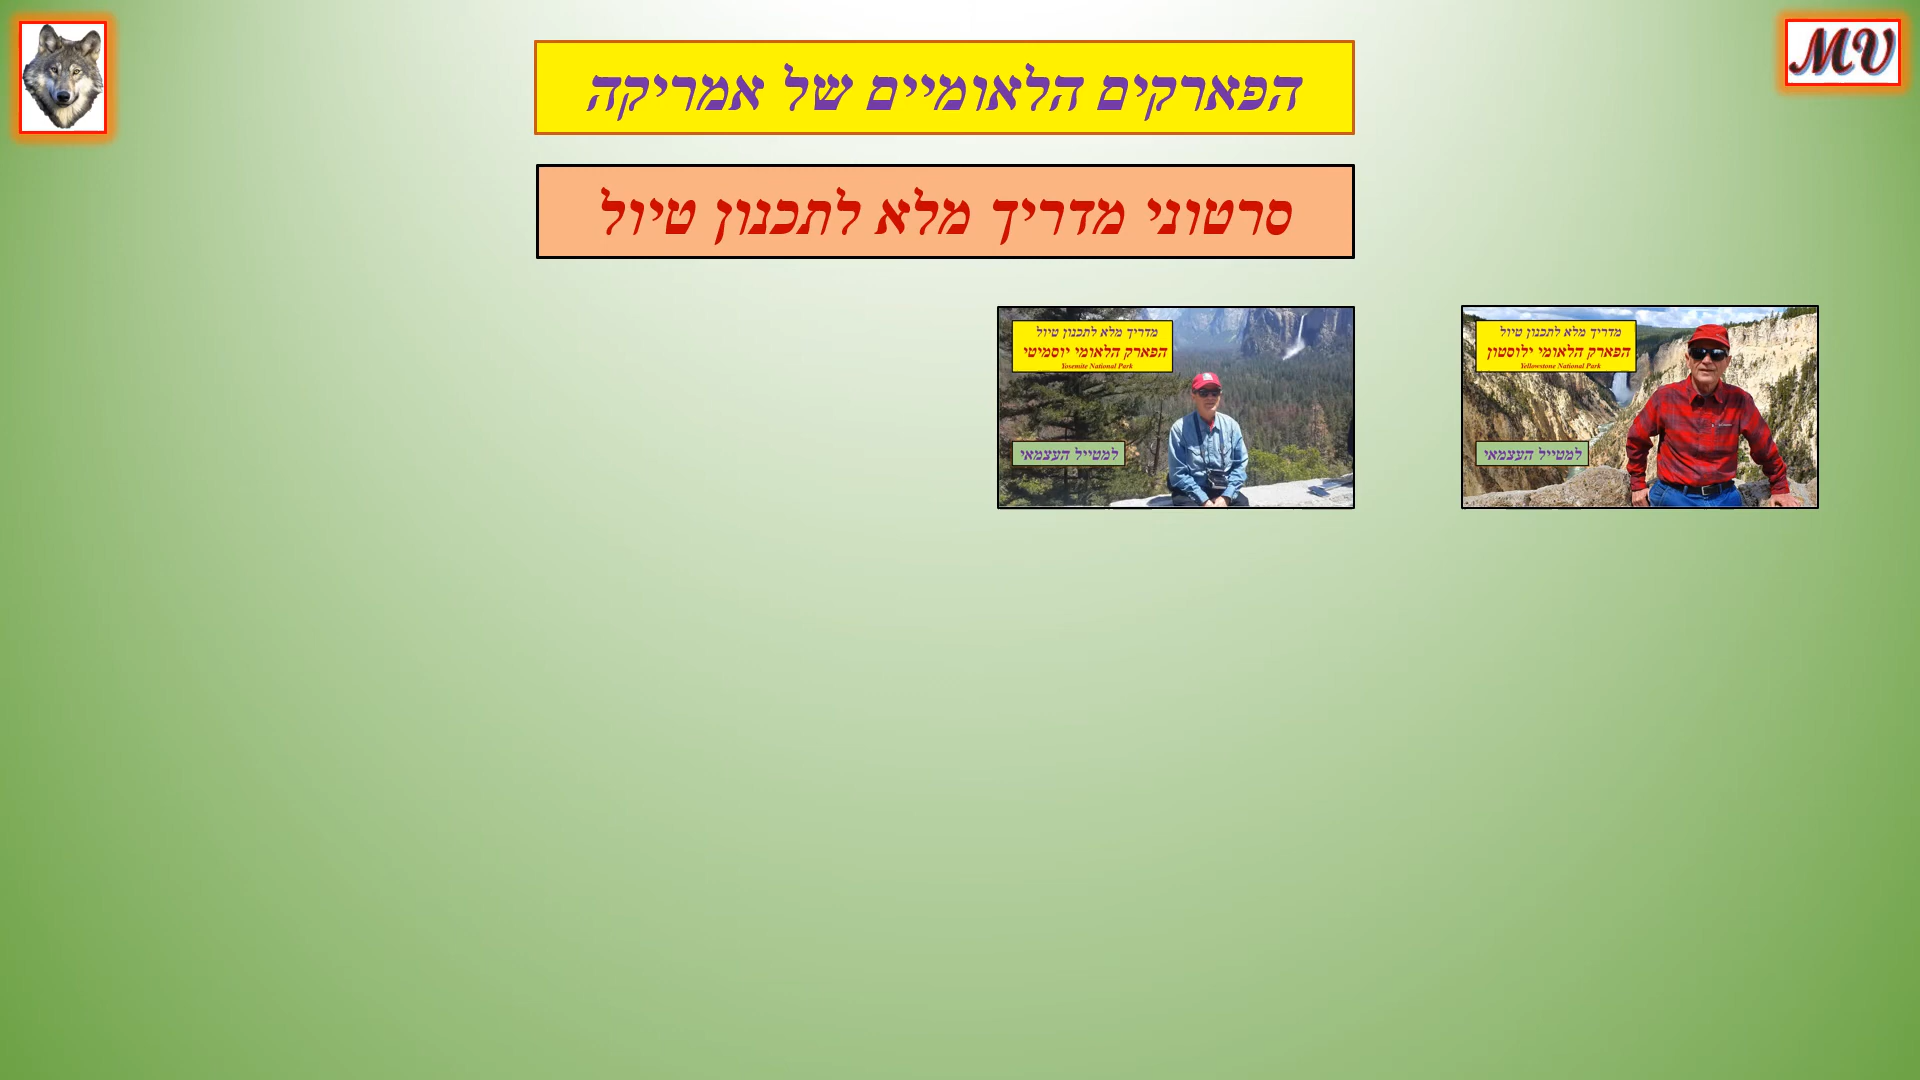 MV
הפארקים הלאומיים של אמריקה
סרטוני מדריך מלא לתכנון טיול
מדריך מלא לתכנון טיול
הפארק הלאומי ילוסטון
Yellowstone National Park
למטייל העצמאי
מדריך מלא לתכנון טיול
הפארק הלאומי יוסמיטי
Yosemite National Park
למטייל העצמאי